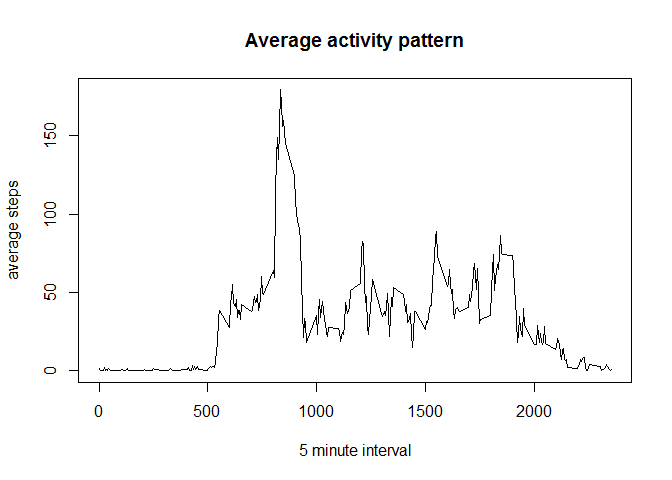 Average activity pattern
average steps
150
100
50
0
0 500 1000 1500 2000
5 minute interval